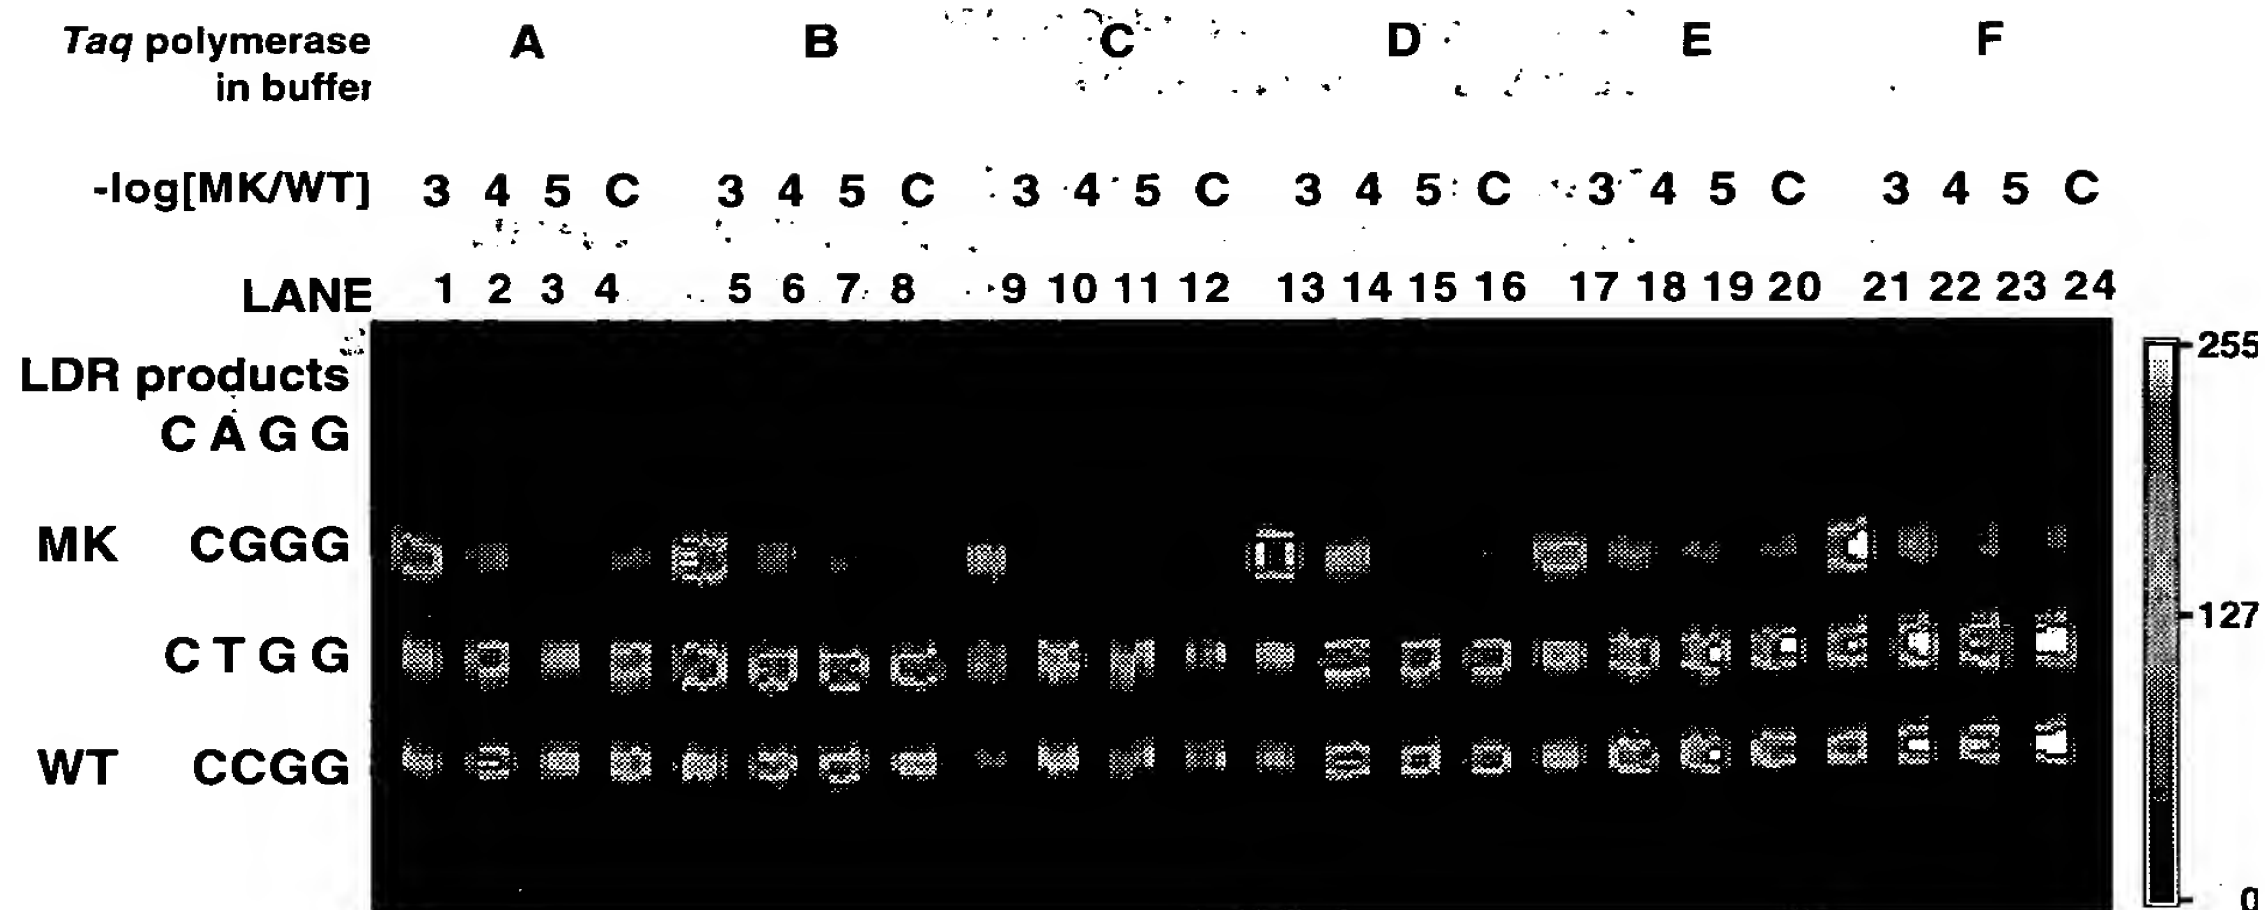 Taq polymerase A B C D E F
in buffer
-log[MK/WT] 3 4 5 C 3 4 5 C 3 4 5 C 3 4 5 C 3 4 5 C 3 4 5 C
LANE 1 2 3 4 5 6 7 8 9 10 11 12 13 14 15 16 17 18 19 20 21 22 23 24
255
LDR products
CAGG
MK CGGG
127
CTGG
WT CCGG
0